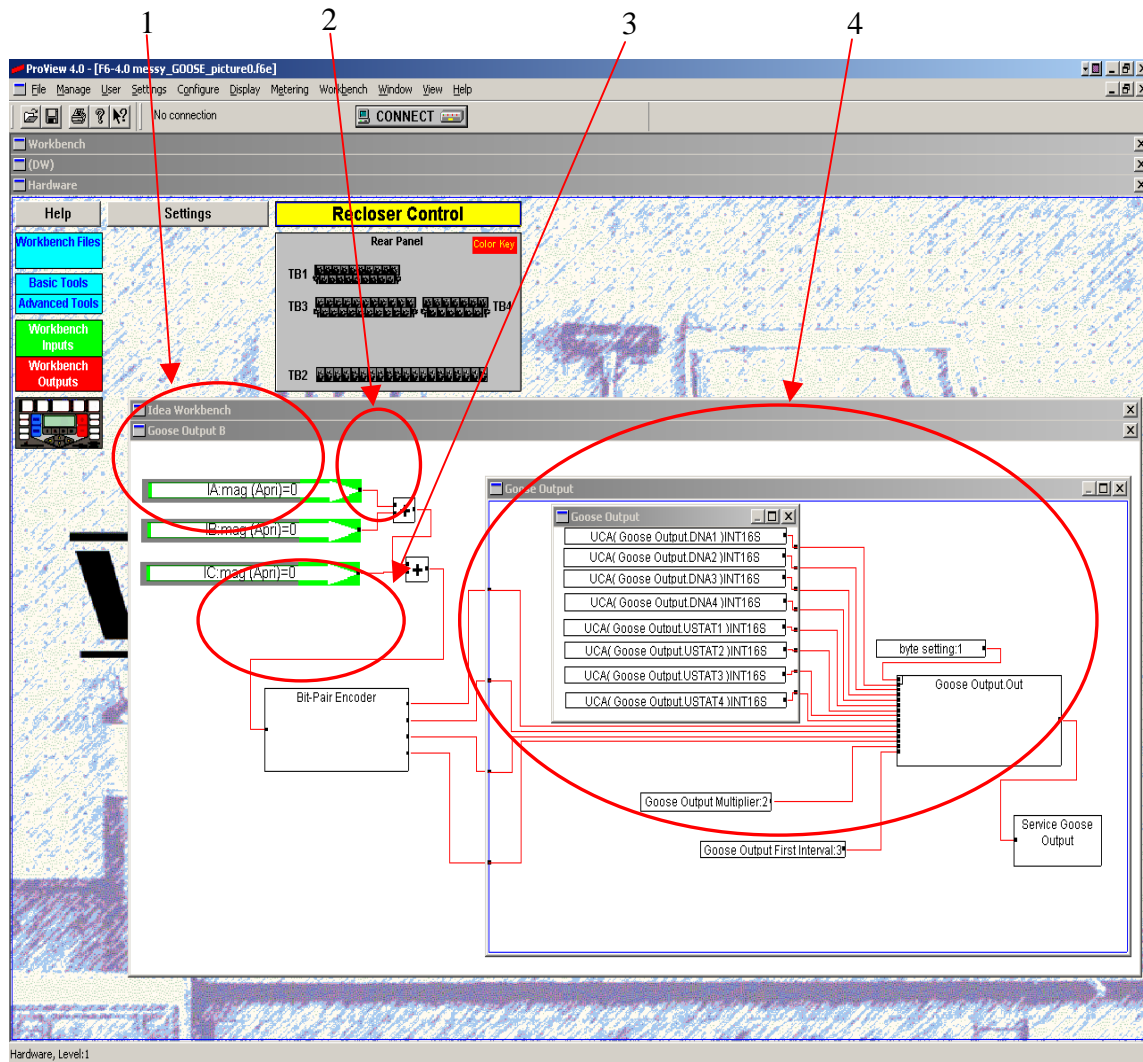 1 2 3 4
ProView 4.0 - [F6-4.0 messy_GOOSE_picture0.f6e]
File Manage User Settings Configure Display Metering Workbench Window View Help
No connection
CONNECT
Workbench
(DW)
Hardware
Help
Settings
Recloser Control
Workbench Files
Basic Tools
Advanced Tools
Workbench
Inputs
Workbench
Outputs
Rear Panel
Color Key
TB1
TB3
TB4
TB2
Idea Workbench
Goose Output B
IA:mag (Apri)=0
IB:mag (Apri)=0
IC:mag (Apri)=0
+
+
Bit-Pair Encoder
Goose Output
Goose Output
UCA( Goose Output.DNA1 )INT16S
UCA( Goose Output.DNA2 )INT16S
UCA( Goose Output.DNA3 )INT16S
UCA( Goose Output.DNA4 )INT16S
UCA( Goose Output.USTAT1 )INT16S
UCA( Goose Output.USTAT2 )INT16S
UCA( Goose Output.USTAT3 )INT16S
UCA( Goose Output.USTAT4 )INT16S
byte setting:1
Goose Output.Out
Goose Output Multiplier:2
Goose Output First Interval:3
Service Goose
Output
Hardware, Level:1